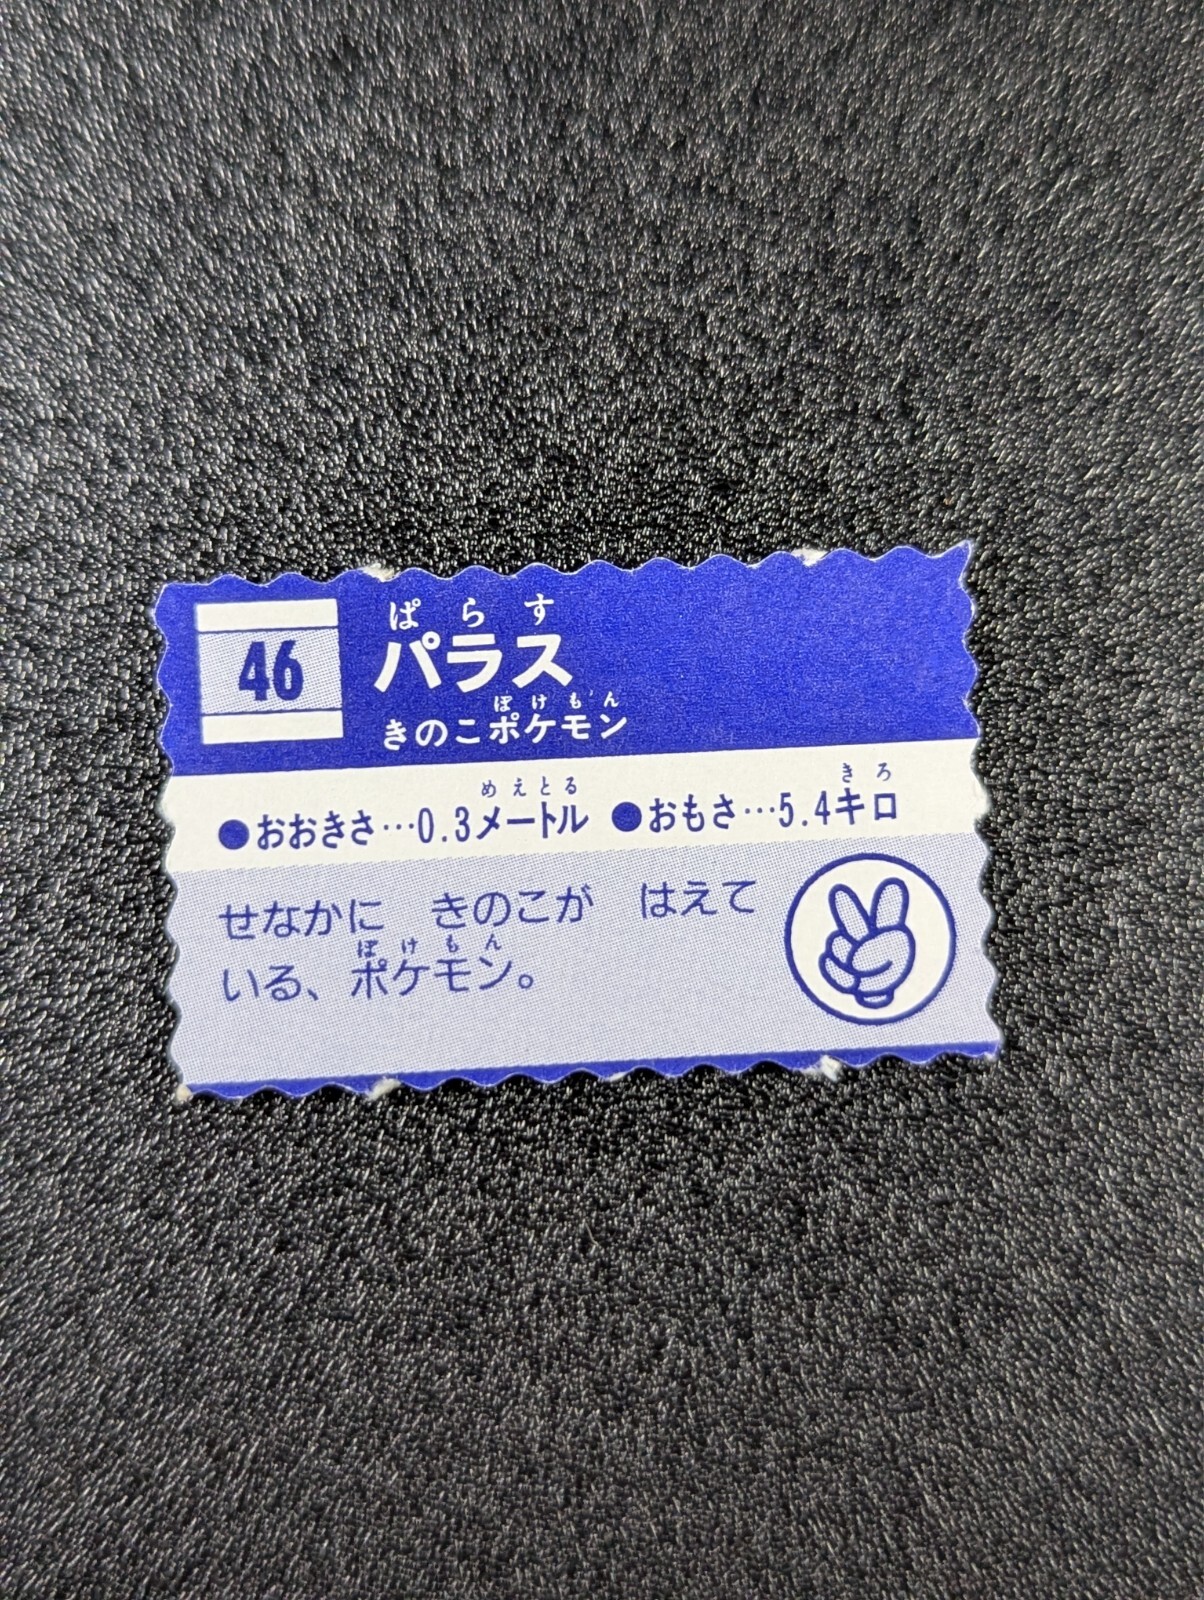 46
ぱらす
パラス
ぽけもん
きのこポケモン
めえとる きろ
●おおきさ…0.3メートル ●おもさ…5.4キロ
せなかに きのこが はえて
ぽけもん
いる、ポケモン。